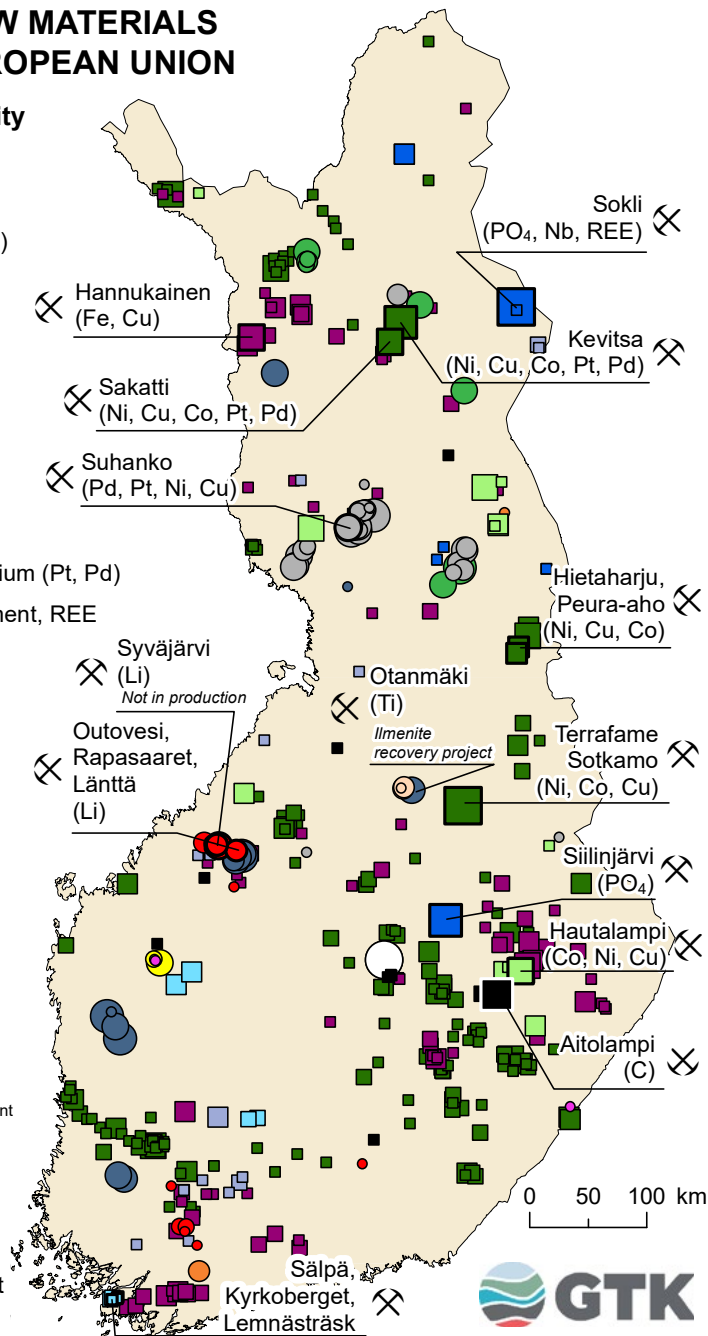 W MATERIALS
ROPEAN UNION
lty
)
Sokli
(PO₄, Nb, REE)
Hannukainen
(Fe, Cu)
Kevitsa
(Ni, Cu, Co, Pt, Pd)
Sakatti
(Ni, Cu, Co, Pt, Pd)
Suhanko
(Pd, Pt, Ni, Cu)
ium (Pt, Pd)
nent, REE
Hietaharju,
Peura-aho
(Ni, Cu, Co)
Syväjärvi
(Li)
Not in production
Otanmäki
(Ti)
Ilmenite
recovery project
Outovesi,
Rapasaaret,
Länttä
(Li)
Terrafame
Sotkamo
(Ni, Co, Cu)
Siilinjärvi
(PO₄)
Hautalampi
(Co, Ni, Cu)
Aitolampi
(C)
nt
0 50 100 km
t
Sälpä,
Kyrkoberget,
Lemnästräsk
GTK